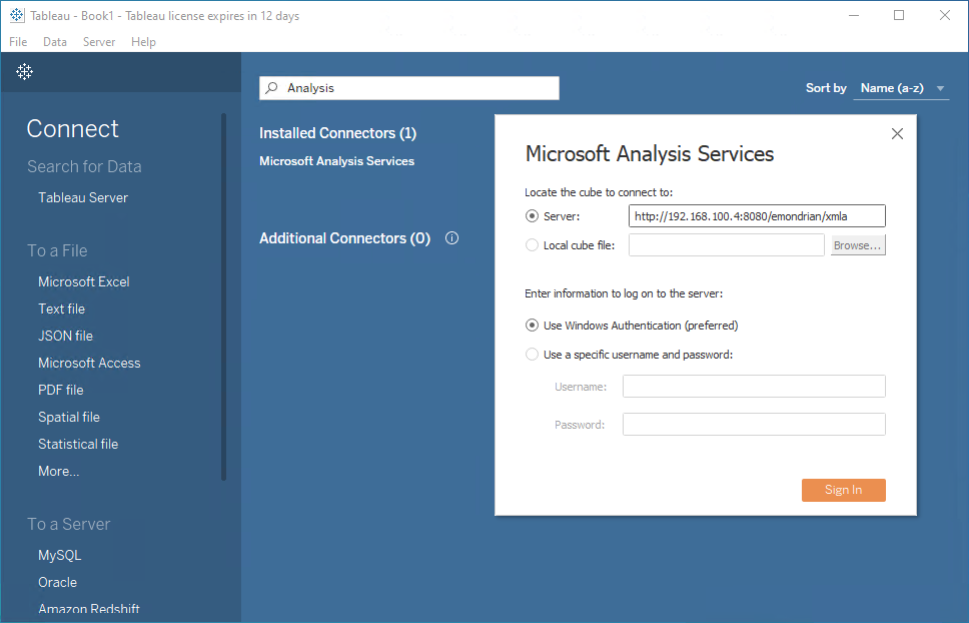 Tableau - Book1 - Tableau license expires in 12 days
File Data Server Help
Connect
Search for Data
Tableau Server
To a File
Microsoft Excel
Text file
JSON file
Microsoft Access
PDF file
Spatial file
Statistical file
More...
To a Server
MySQL
Oracle
Amazon Redshift
Analysis
Sort by Name (a-z)
Installed Connectors (1)
Microsoft Analysis Services
Additional Connectors (0)
Microsoft Analysis Services
Locate the cube to connect to:
Server: http://192.168.100.4:8080/emondrian/xmla
Local cube file: Browse...
Enter information to log on to the server:
Use Windows Authentication (preferred)
Use a specific username and password:
Username:
Password:
Sign In